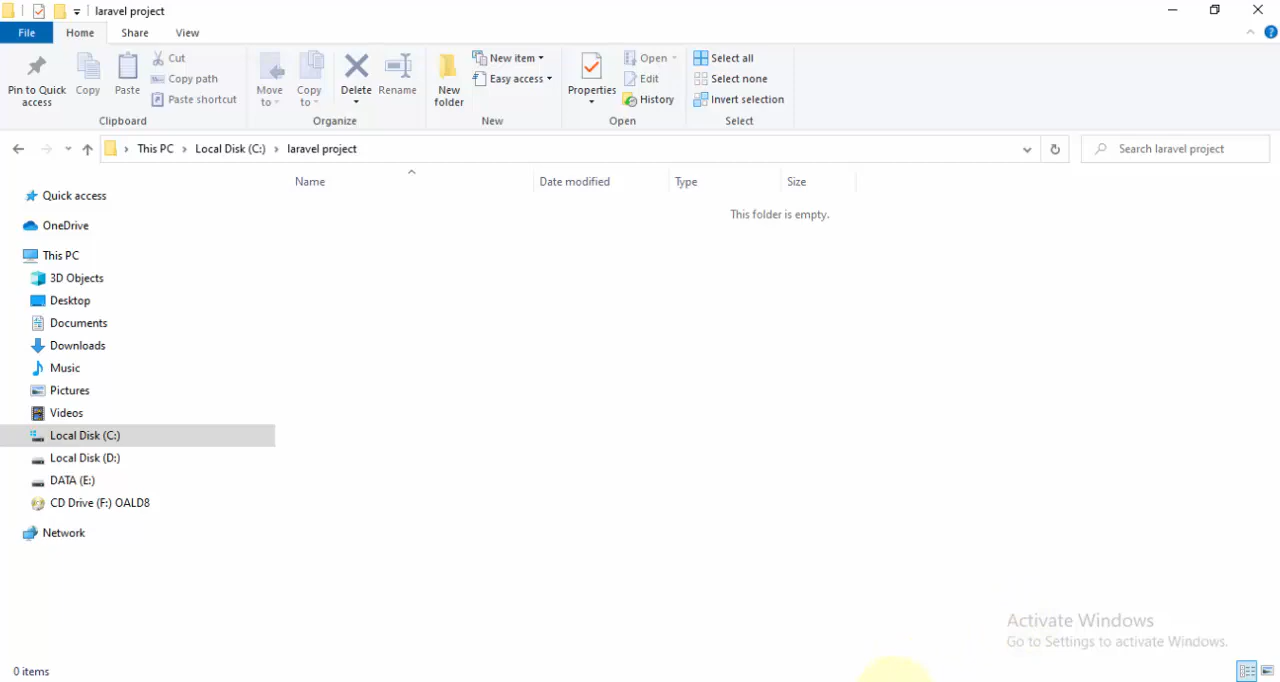 laravel project
File Home Share View
Pin to Quick access
Copy
Paste
Cut
Copy path
Paste shortcut
Clipboard
Move to
Copy to
Delete
Rename
Organize
New folder
New item
Easy access
New
Properties
Open
Edit
History
Open
Select all
Select none
Invert selection
Select
This PC › Local Disk (C:) › laravel project
Search laravel project
Name Date modified Type Size
This folder is empty.
Quick access
OneDrive
This PC
3D Objects
Desktop
Documents
Downloads
Music
Pictures
Videos
Local Disk (C:)
Local Disk (D:)
DATA (E:)
CD Drive (F:) OALD8
Network
Activate Windows
Go to Settings to activate Windows.
0 items